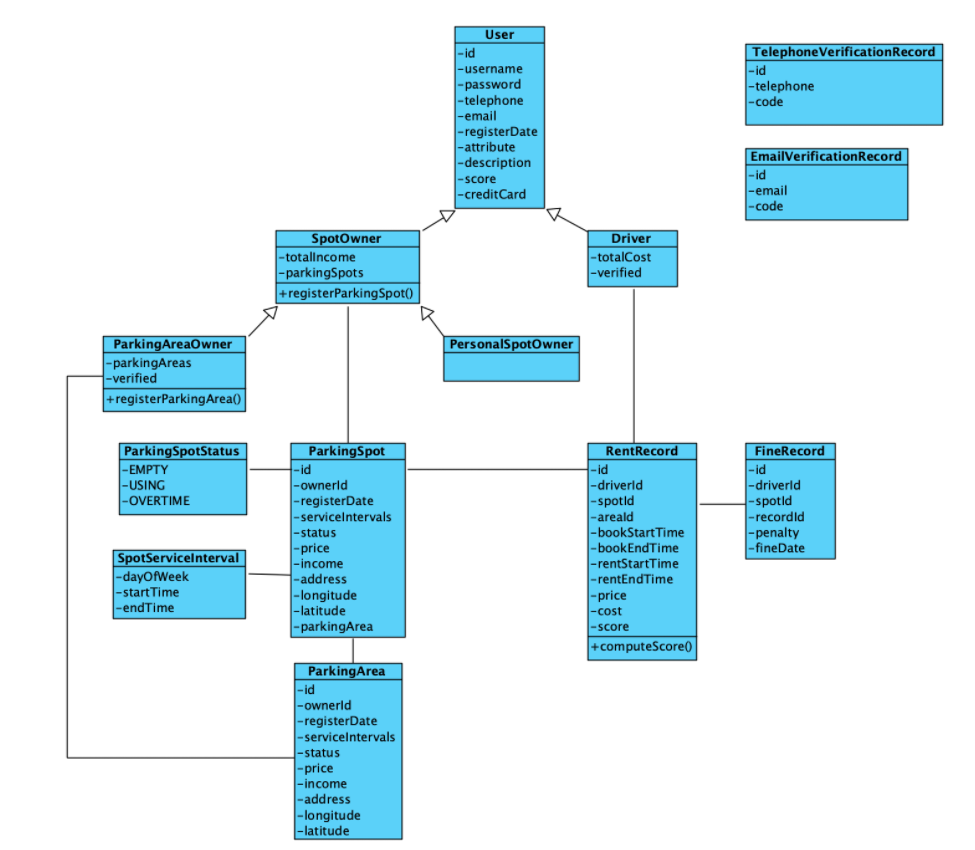 User
-id
-username
-password
-telephone
-email
-registerDate
-attribute
-description
-score
-creditCard
TelephoneVerificationRecord
-id
-telephone
-code
EmailVerificationRecord
-id
-email
-code
SpotOwner
-totalIncome
-parkingSpots
+registerParkingSpot()
Driver
-totalCost
-verified
ParkingAreaOwner
-parkingAreas
-verified
+registerParkingArea()
PersonalSpotOwner
ParkingSpotStatus
-EMPTY
-USING
-OVERTIME
ParkingSpot
-id
-ownerId
-registerDate
-serviceIntervals
-status
-price
-income
-address
-longitude
-latitude
-parkingArea
RentRecord
-id
-driverId
-spotId
-areaId
-bookStartTime
-bookEndTime
-rentStartTime
-rentEndTime
-price
-cost
-score
+computeScore()
FineRecord
-id
-driverId
-spotId
-recordId
-penalty
-fineDate
SpotServiceInterval
-dayOfWeek
-startTime
-endTime
ParkingArea
-id
-ownerId
-registerDate
-serviceIntervals
-status
-price
-income
-address
-longitude
-latitude